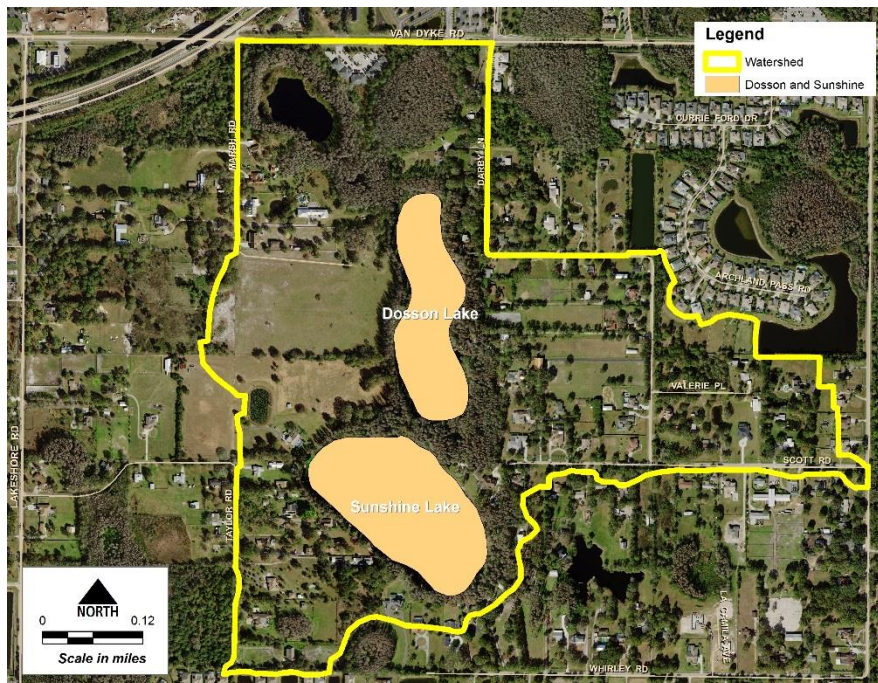 VAN DYKE RD
Legend
Watershed
Dosson and Sunshine
CURRIE FORD DR
MARSH RD
DARBY LN
ARCHLAND PASS RD
Dosson Lake
VALERIE PL
LAKESHORE RD
SCOTT RD
TAYLOR RD
Sunshine Lake
NORTH
0 0.12
Scale in miles
WHIRLEY RD